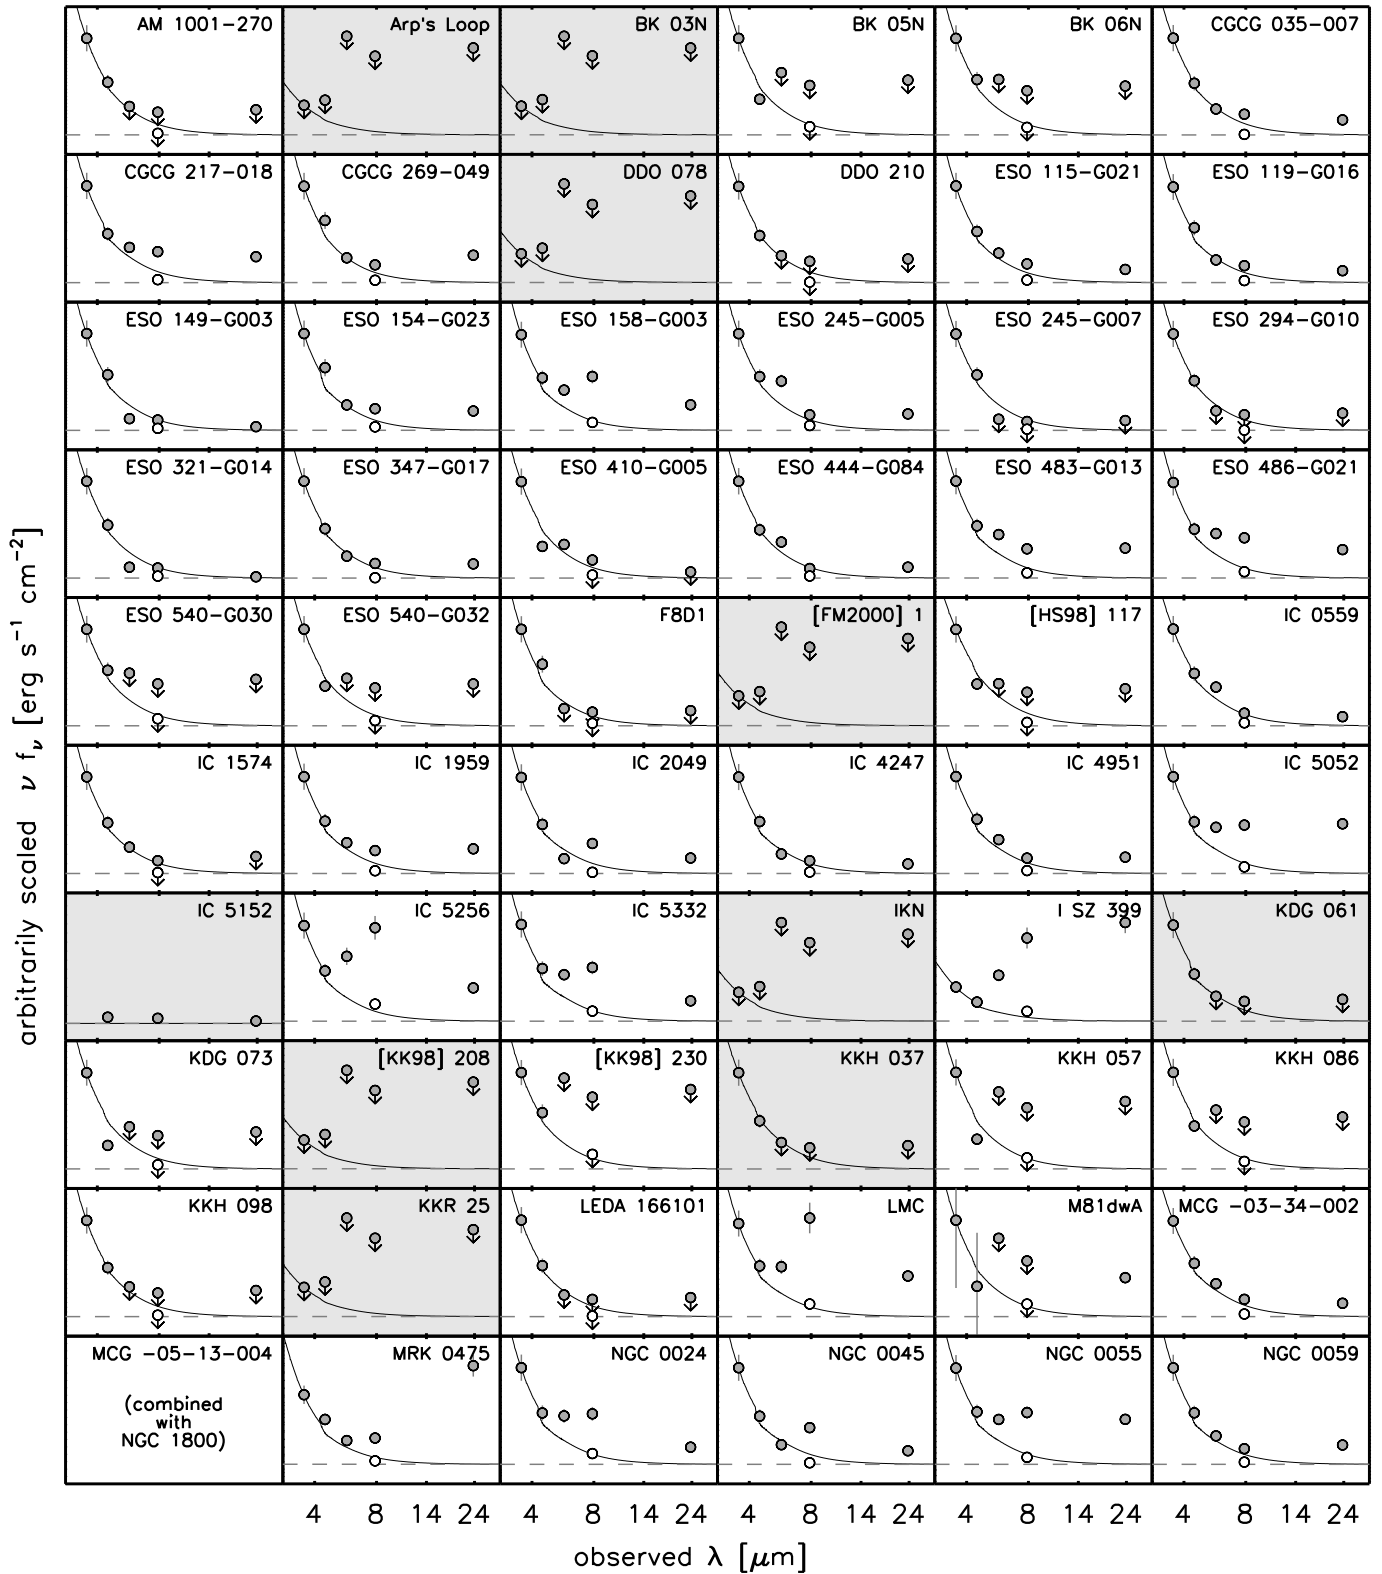 AM 1001-270
Arp's Loop
BK 03N
BK 05N
BK 06N
CGCG 035-007
CGCG 217-018
CGCG 269-049
DDO 078
DDO 210
ESO 115-G021
ESO 119-G016
ESO 149-G003
ESO 154-G023
ESO 158-G003
ESO 245-G005
ESO 245-G007
ESO 294-G010
ESO 321-G014
ESO 347-G017
ESO 410-G005
ESO 444-G084
ESO 483-G013
ESO 486-G021
ESO 540-G030
ESO 540-G032
F8D1
[FM2000] 1
[HS98] 117
IC 0559
IC 1574
IC 1959
IC 2049
IC 4247
IC 4951
IC 5052
IC 5152
IC 5256
IC 5332
IKN
I SZ 399
KDG 061
KDG 073
[KK98] 208
[KK98] 230
KKH 037
KKH 057
KKH 086
KKH 098
KKR 25
LEDA 166101
LMC
M81dwA
MCG -03-34-002
MCG -05-13-004
(combined
with
NGC 1800)
MRK 0475
NGC 0024
NGC 0045
NGC 0055
NGC 0059
4 8 14 24 4 8 14 24 4 8 14 24 4 8 14 24 4 8 14 24
observed λ [μm]
arbitrarily scaled ν fν [erg s⁻¹ cm⁻²]